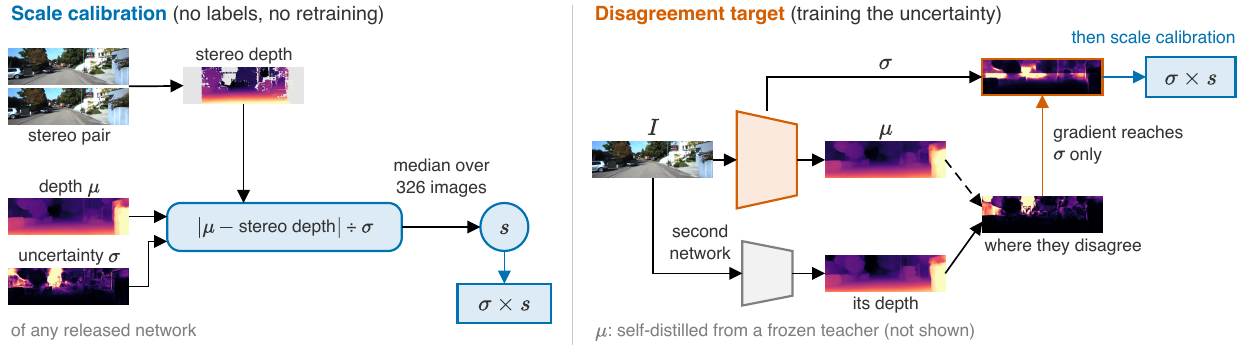 Scale calibration (no labels, no retraining)
stereo depth
stereo pair
depth μ
uncertainty σ
|μ − stereo depth| ÷ σ
median over
326 images
s
σ × s
of any released network
Disagreement target (training the uncertainty)
then scale calibration
σ
σ × s
I
μ
gradient reaches
σ only
second
network
where they disagree
its depth
μ: self-distilled from a frozen teacher (not shown)